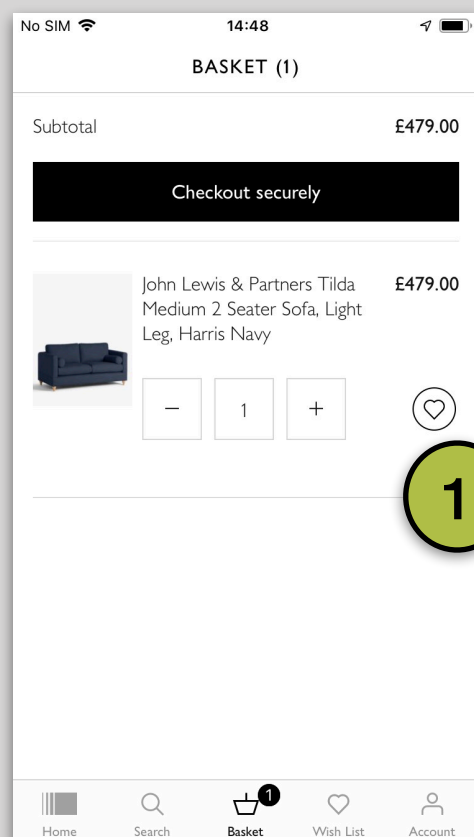 No SIM 14:48
BASKET (1)
Subtotal £479.00
Checkout securely
John Lewis & Partners Tilda £479.00
Medium 2 Seater Sofa, Light
Leg, Harris Navy
− 1 +
1
1
Home Search Basket Wish List Account